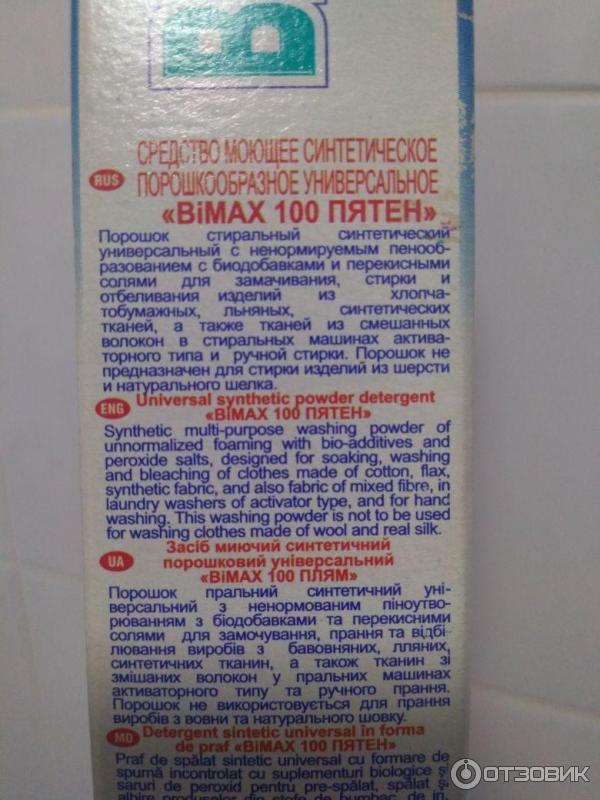 B
СРЕДСТВО МОЮЩЕЕ СИНТЕТИЧЕСКОЕ
RUS ПОРОШКООБРАЗНОЕ УНИВЕРСАЛЬНОЕ
«BiMAX 100 ПЯТЕН»
Порошок стиральный синтетический
универсальный с ненормируемым пенооб-
разованием с биодобавками и перекисными
солями для замачивания, стирки и
отбеливания изделий из хлопча-
тобумажных, льняных, синтетических
тканей, а также тканей из смешанных
волокон в стиральных машинах активa-
торного типа и ручной стирки. Порошок не
предназначен для стирки изделий из шерсти
и натурального шелка.
ENG Universal synthetic powder detergent
«BiMAX 100 ПЯТЕН»
Synthetic multi-purpose washing powder of
unnormalized foaming with bio-additives and
peroxide salts, designed for soaking, washing
and bleaching of clothes made of cotton, flax,
synthetic fabric, and also fabric of mixed fibre, in
laundry washers of activator type, and for hand
washing. This washing powder is not to be used
for washing clothes made of wool and real silk.
Засіб миючий синтетичний
UA порошковий універсальний
«BiMAX 100 ПЛЯМ»
Порошок пральний синтетичний уні-
версальний з ненормованим піноутво-
рюванням з біодобавками та перекисними
солями для замочування, прання та відбі-
лювання виробів з бавовняних, лляних,
синтетичних тканин, а також тканин зі
змішаних волокон у пральних машинах
активаторного типу та ручного прання.
Порошок не використовується для прання
виробів з вовни та натурального шовку.
MD Detergent sintetic universal în forma
de praf «BiMAX 100 ПЯТЕН»
Praf de spălat sintetic universal cu formare de
spumă incontrolat cu suplementuri biologice şi
saruri de peroxid pentru pre-spălat, spălat şi
albire produselor din stofe de bumbac, de in,
ОТЗОВИК